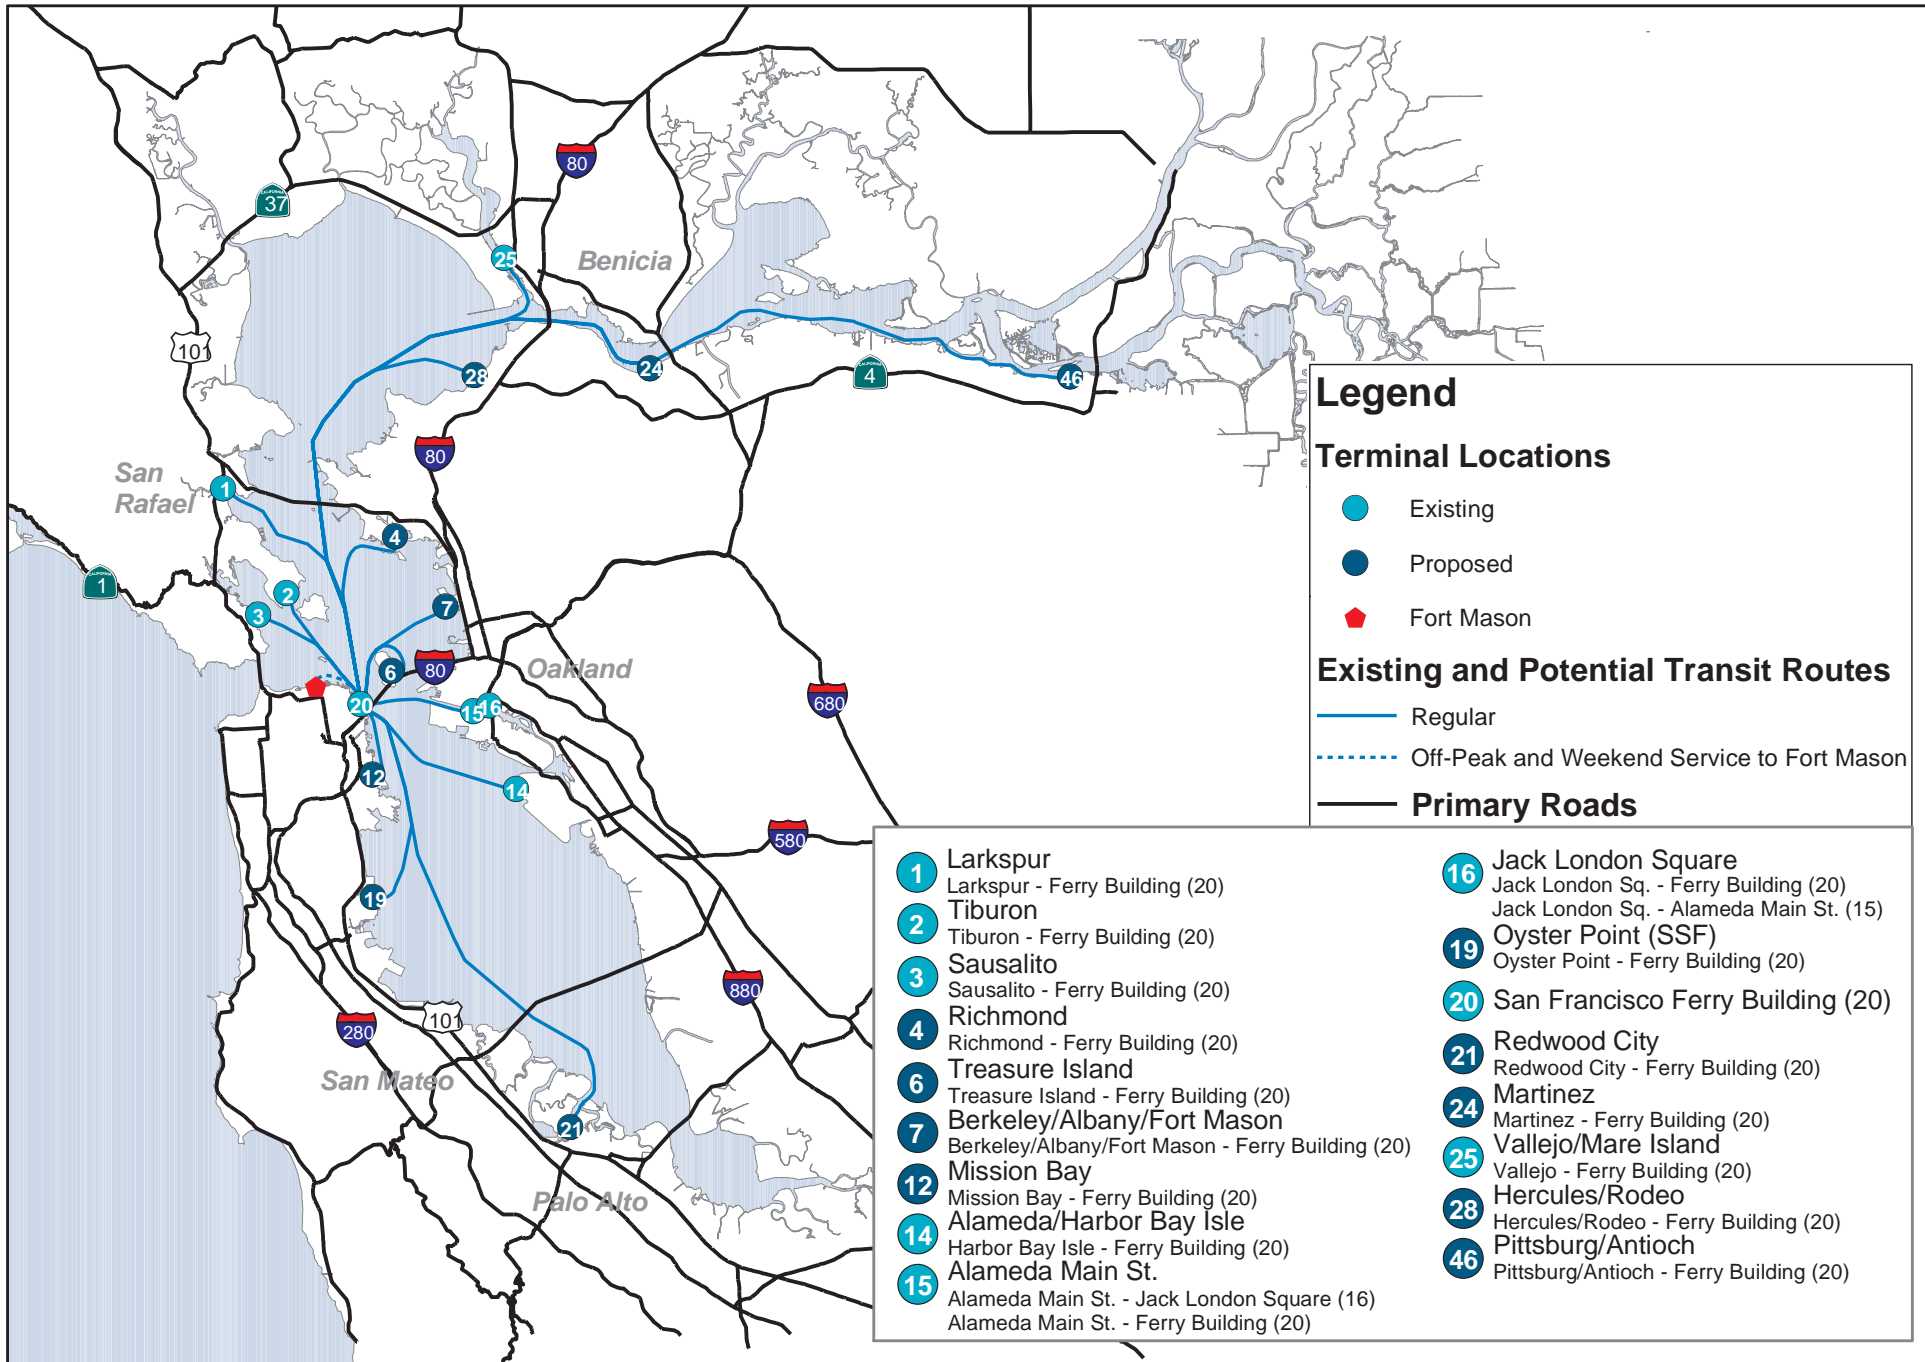 80
CALIFORNIA
37
25
Benicia
101
28
24
CALIFORNIA
4
46
80
San
Rafael
1
4
CALIFORNIA
1
2
3
7
6
80
Oakland
20
15
16
680
12
14
580
19
880
280
101
San Mateo
21
Palo Alto
Legend
Terminal Locations
Existing
Proposed
Fort Mason
Existing and Potential Transit Routes
Regular
Off-Peak and Weekend Service to Fort Mason
Primary Roads
1 Larkspur
Larkspur - Ferry Building (20)
2 Tiburon
Tiburon - Ferry Building (20)
3 Sausalito
Sausalito - Ferry Building (20)
4 Richmond
Richmond - Ferry Building (20)
6 Treasure Island
Treasure Island - Ferry Building (20)
7 Berkeley/Albany/Fort Mason
Berkeley/Albany/Fort Mason - Ferry Building (20)
12 Mission Bay
Mission Bay - Ferry Building (20)
14 Alameda/Harbor Bay Isle
Harbor Bay Isle - Ferry Building (20)
15 Alameda Main St.
Alameda Main St. - Jack London Square (16)
Alameda Main St. - Ferry Building (20)
16 Jack London Square
Jack London Sq. - Ferry Building (20)
Jack London Sq. - Alameda Main St. (15)
19 Oyster Point (SSF)
Oyster Point - Ferry Building (20)
20 San Francisco Ferry Building (20)
21 Redwood City
Redwood City - Ferry Building (20)
24 Martinez
Martinez - Ferry Building (20)
25 Vallejo/Mare Island
Vallejo - Ferry Building (20)
28 Hercules/Rodeo
Hercules/Rodeo - Ferry Building (20)
46 Pittsburg/Antioch
Pittsburg/Antioch - Ferry Building (20)